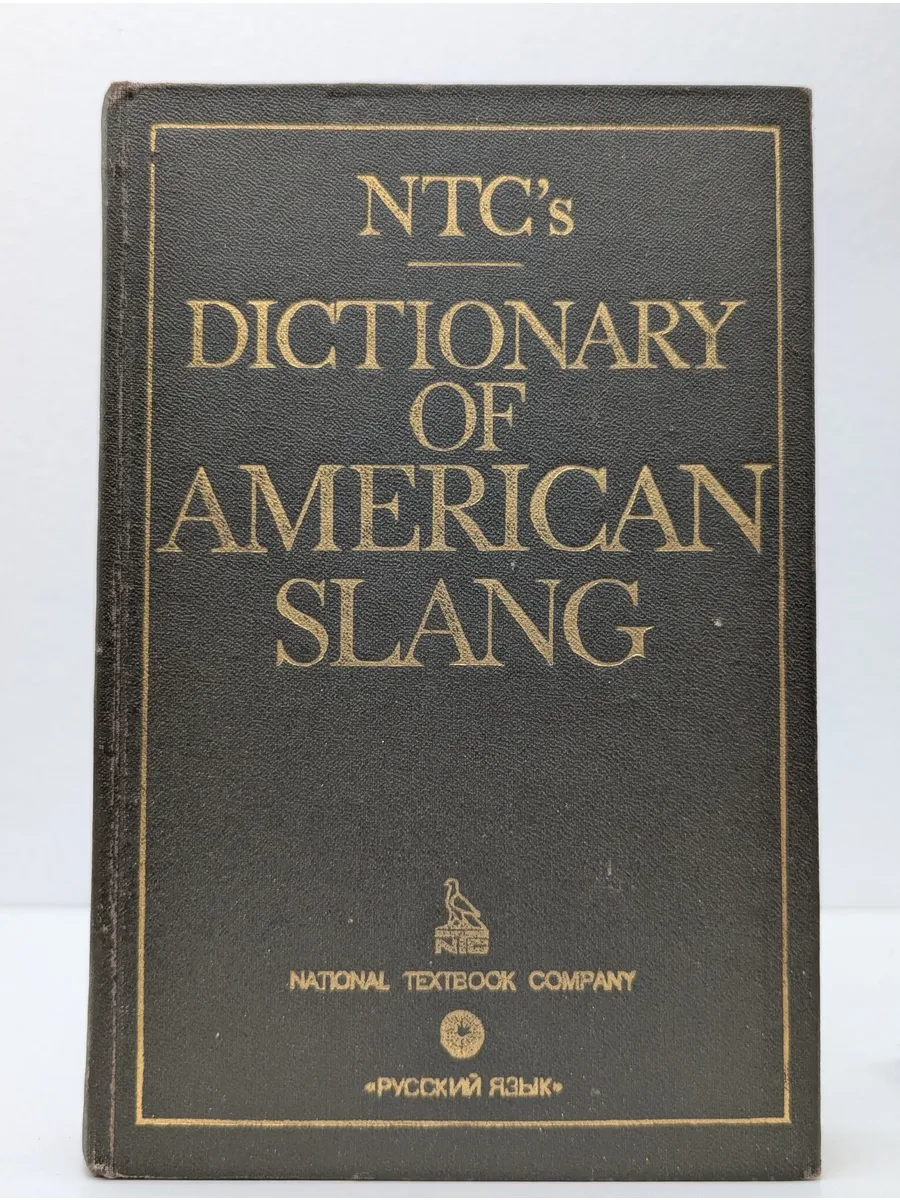 NTC's
DICTIONARY
OF
AMERICAN
SLANG
NTC
NATIONAL TEXTBOOK COMPANY
«РУССКИЙ ЯЗЫК»